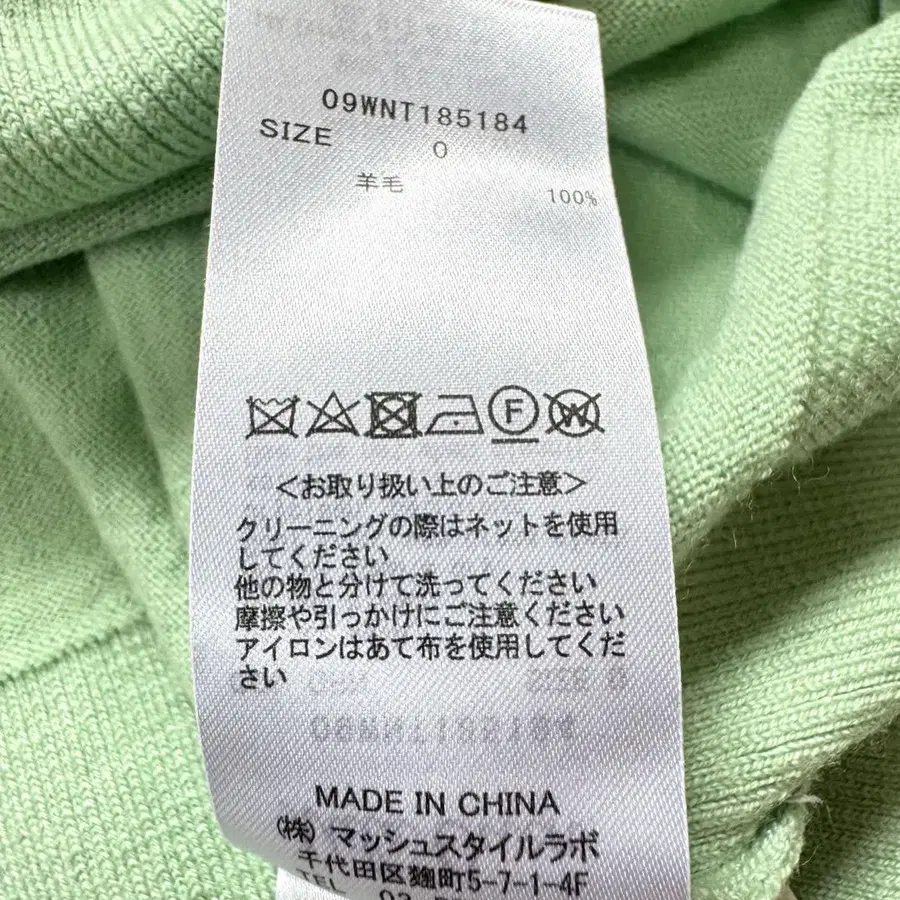 09WNT185184
SIZE 0
羊毛 100%
F W
<お取り扱い上のご注意>
クリーニングの際はネットを使用
してください
他の物と分けて洗ってください
摩擦や引っかけにご注意ください
アイロンはあて布を使用してくだ
さい
MADE IN CHINA
(株)マッシュスタイルラボ
千代田区麹町5-7-1-4F
TEL